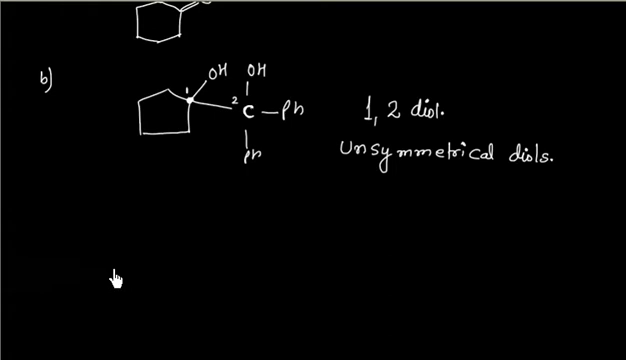 b)
OH OH
1
2
C — Ph
Ph
1, 2 diol.
Unsymmetrical diols.